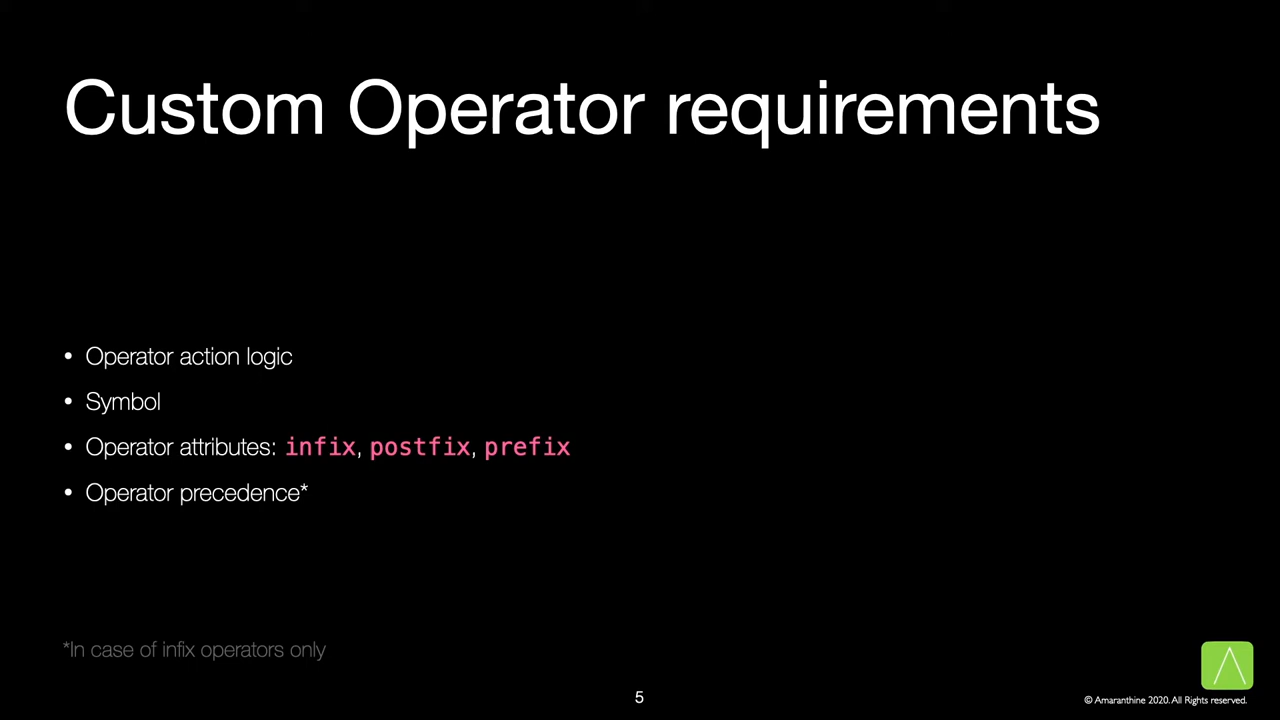 Custom Operator requirements
• Operator action logic
• Symbol
• Operator attributes: infix, postfix, prefix
• Operator precedence*
*In case of infix operators only
5
© Amaranthine 2020. All Rights reserved.